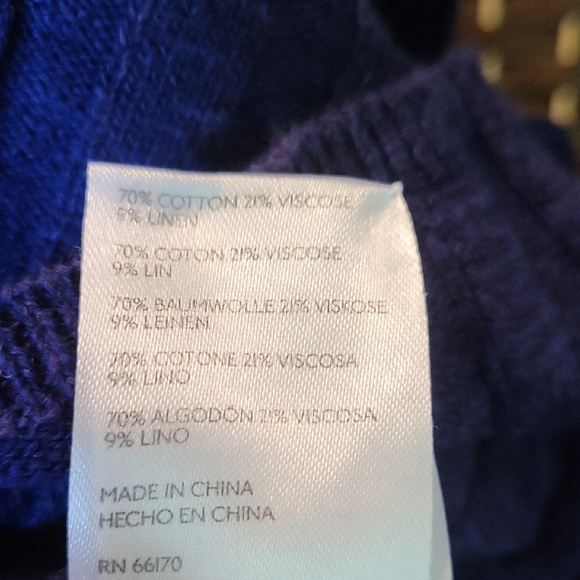 70% COTTON 21% VISCOSE
9% LINEN
70% COTON 21% VISCOSE
9% LIN
70% BAUMWOLLE 21% VISKOSE
9% LEINEN
70% COTONE 21% VISCOSA
9% LINO
70% ALGODÓN 21% VISCOSA
9% LINO
MADE IN CHINA
HECHO EN CHINA
RN 66170